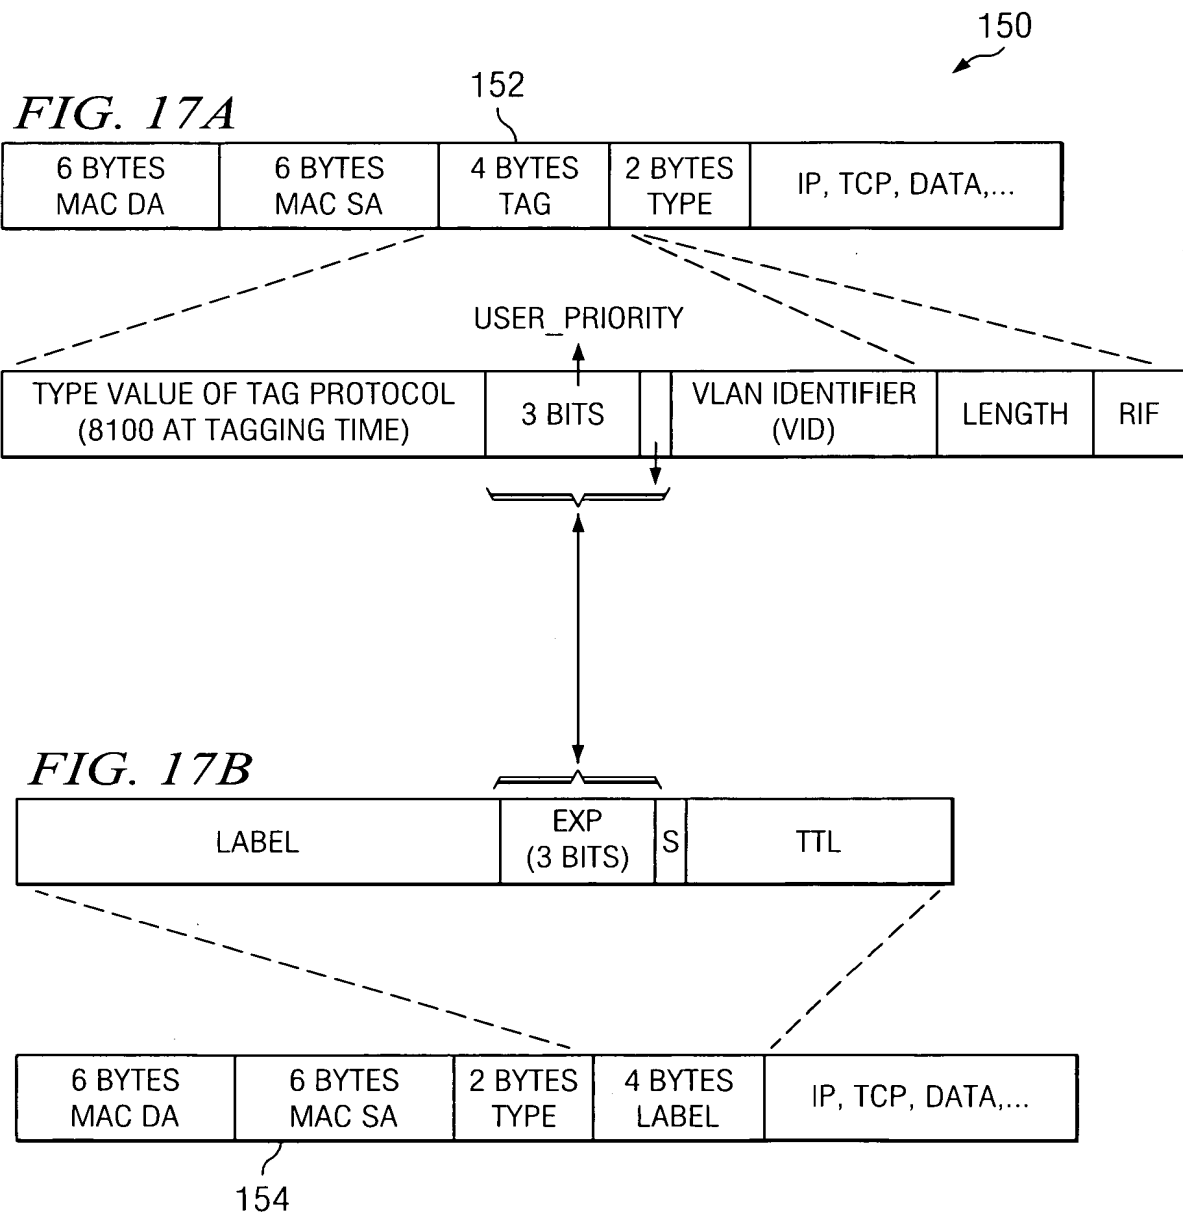 150
FIG. 17A
152
6 BYTES
MAC DA
6 BYTES
MAC SA
4 BYTES
TAG
2 BYTES
TYPE
IP, TCP, DATA,...
USER_PRIORITY
TYPE VALUE OF TAG PROTOCOL
(8100 AT TAGGING TIME)
3 BITS
VLAN IDENTIFIER
(VID)
LENGTH
RIF
FIG. 17B
LABEL
EXP
(3 BITS)
S
TTL
6 BYTES
MAC DA
6 BYTES
MAC SA
2 BYTES
TYPE
4 BYTES
LABEL
IP, TCP, DATA,...
154